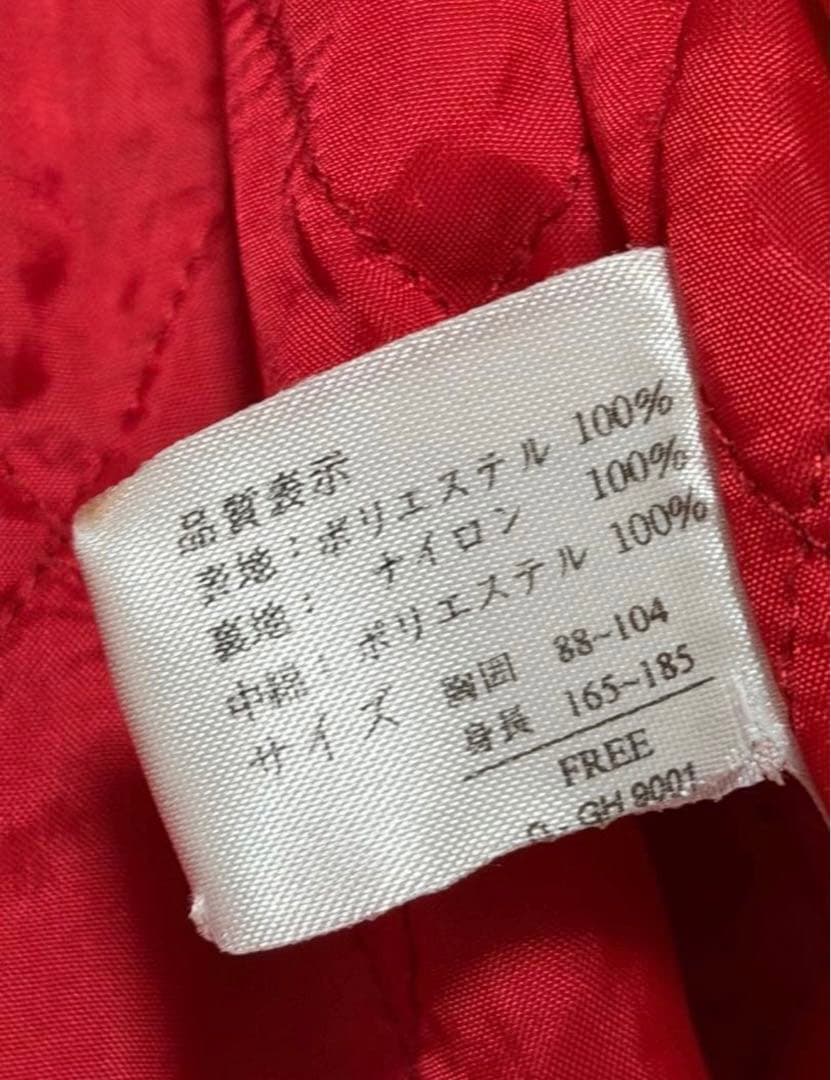 品質表示
表地：ポリエステル 100%
裏地： ナイロン 100%
中綿：ポリエステル 100%
サイズ 胸囲 88~104
身長 165~185
FREE
GH 9001